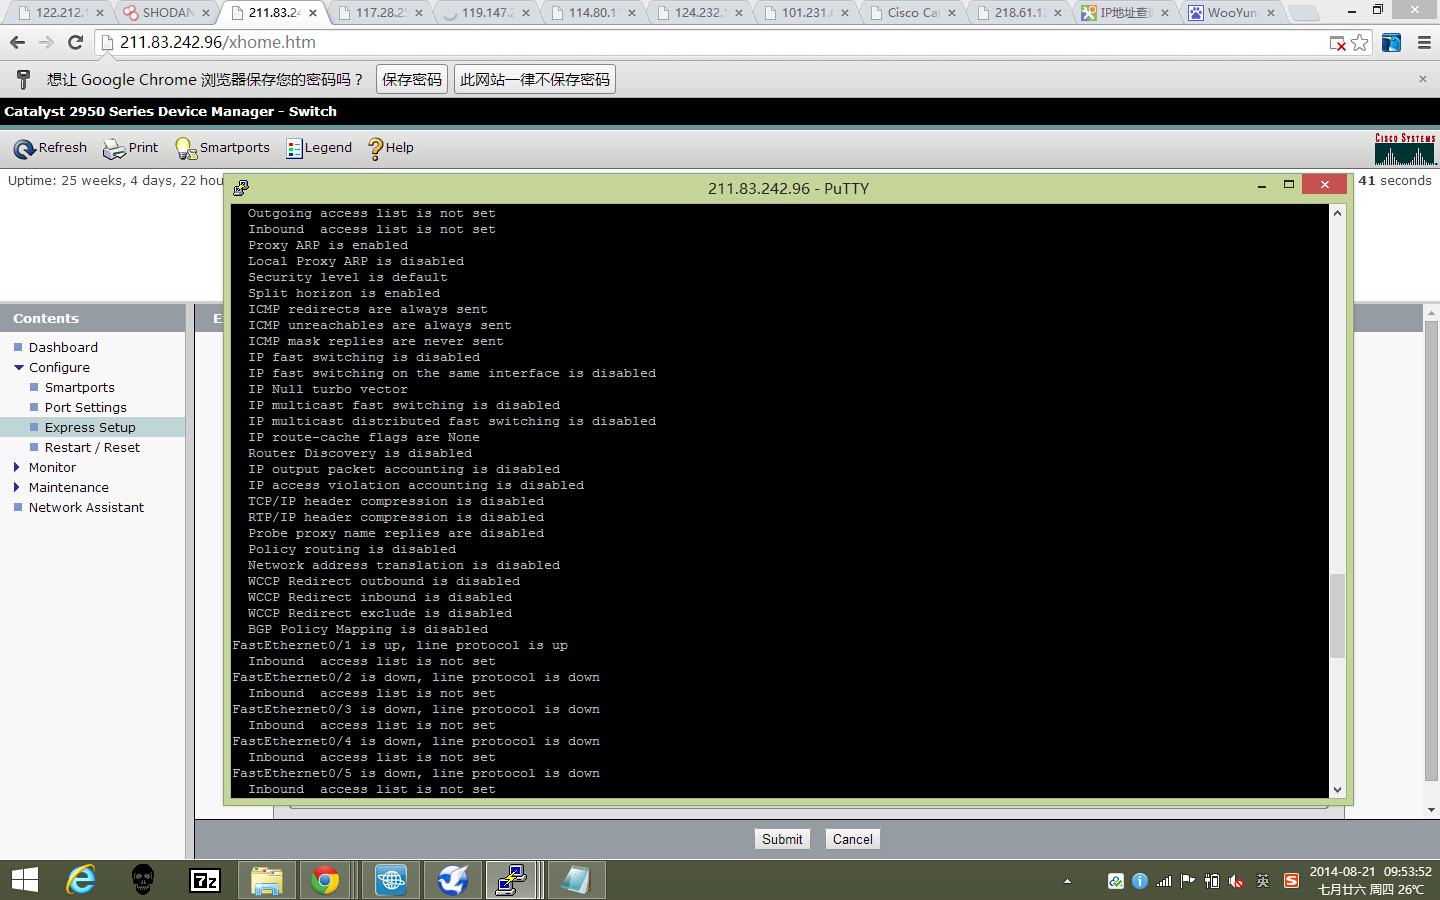 122.212.1
SHODAN
211.83.24
117.28.25
119.147.2
114.80.1
124.232.1
101.231.6
Cisco Cat
218.61.12
IP地址查
WooYun.
211.83.242.96/xhome.htm
想让 Google Chrome 浏览器保存您的密码吗？ 保存密码 此网站一律不保存密码
Catalyst 2950 Series Device Manager - Switch
Refresh Print Smartports Legend Help
CISCO SYSTEMS
Uptime: 25 weeks, 4 days, 22 hou
41 seconds
211.83.242.96 - PuTTY
Outgoing access list is not set
Inbound  access list is not set
Proxy ARP is enabled
Local Proxy ARP is disabled
Security level is default
Split horizon is enabled
ICMP redirects are always sent
ICMP unreachables are always sent
ICMP mask replies are never sent
IP fast switching is disabled
IP fast switching on the same interface is disabled
IP Null turbo vector
IP multicast fast switching is disabled
IP multicast distributed fast switching is disabled
IP route-cache flags are None
Router Discovery is disabled
IP output packet accounting is disabled
IP access violation accounting is disabled
TCP/IP header compression is disabled
RTP/IP header compression is disabled
Probe proxy name replies are disabled
Policy routing is disabled
Network address translation is disabled
WCCP Redirect outbound is disabled
WCCP Redirect inbound is disabled
WCCP Redirect exclude is disabled
BGP Policy Mapping is disabled
FastEthernet0/1 is up, line protocol is up
Inbound  access list is not set
FastEthernet0/2 is down, line protocol is down
Inbound  access list is not set
FastEthernet0/3 is down, line protocol is down
Inbound  access list is not set
FastEthernet0/4 is down, line protocol is down
Inbound  access list is not set
FastEthernet0/5 is down, line protocol is down
Inbound  access list is not set
Contents
E
Dashboard
Configure
Smartports
Port Settings
Express Setup
Restart / Reset
Monitor
Maintenance
Network Assistant
Submit Cancel
7z
英
2014-08-21 09:53:52
七月廿六 周四 26℃